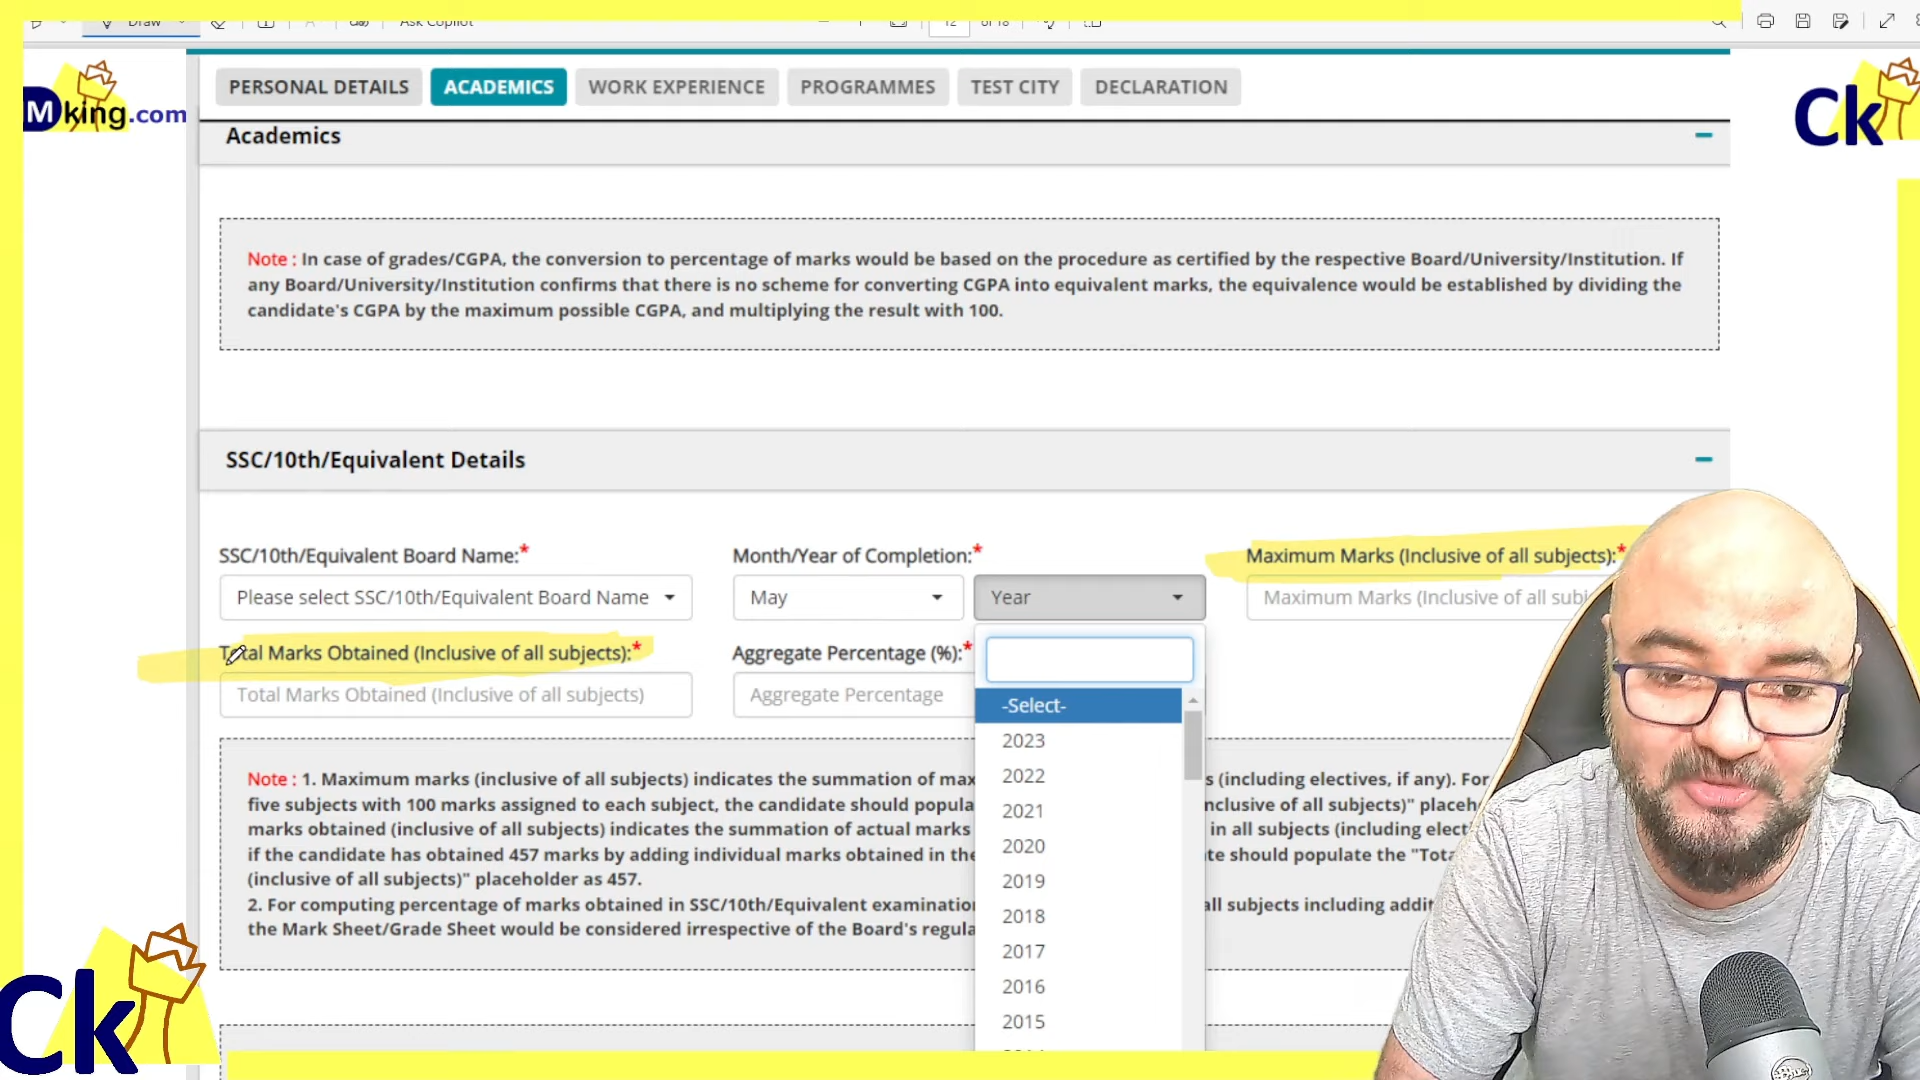 Draw
Ask Copilot
12 of 18
PERSONAL DETAILS ACADEMICS WORK EXPERIENCE PROGRAMMES TEST CITY DECLARATION
Mking.com
Ck
Academics
Note : In case of grades/CGPA, the conversion to percentage of marks would be based on the procedure as certified by the respective Board/University/Institution. If
any Board/University/Institution confirms that there is no scheme for converting CGPA into equivalent marks, the equivalence would be established by dividing the
candidate's CGPA by the maximum possible CGPA, and multiplying the result with 100.
SSC/10th/Equivalent Details
SSC/10th/Equivalent Board Name:* Month/Year of Completion:* Maximum Marks (Inclusive of all subjects):*
Please select SSC/10th/Equivalent Board Name May Year Maximum Marks (Inclusive of all
Total Marks Obtained (Inclusive of all subjects):* Aggregate Percentage (%):*
Total Marks Obtained (Inclusive of all subjects) Aggregate Percentage
-Select-
2023
2022
2021
2020
2019
2018
2017
2016
2015
Note : 1. Maximum marks (inclusive of all subjects) indicates the summation of (including electives, if any). For
five subjects with 100 marks assigned to each subject, the candidate should of all subjects)"
marks obtained (inclusive of all subjects) indicates the summation of actual marks in all subjects (including
if the candidate has obtained 457 marks by adding individual marks obtained in should populate the
(inclusive of all subjects)" placeholder as 457.
2. For computing percentage of marks obtained in SSC/10th/Equivalent all subjects including
the Mark Sheet/Grade Sheet would be considered irrespective of the Board's
Ck